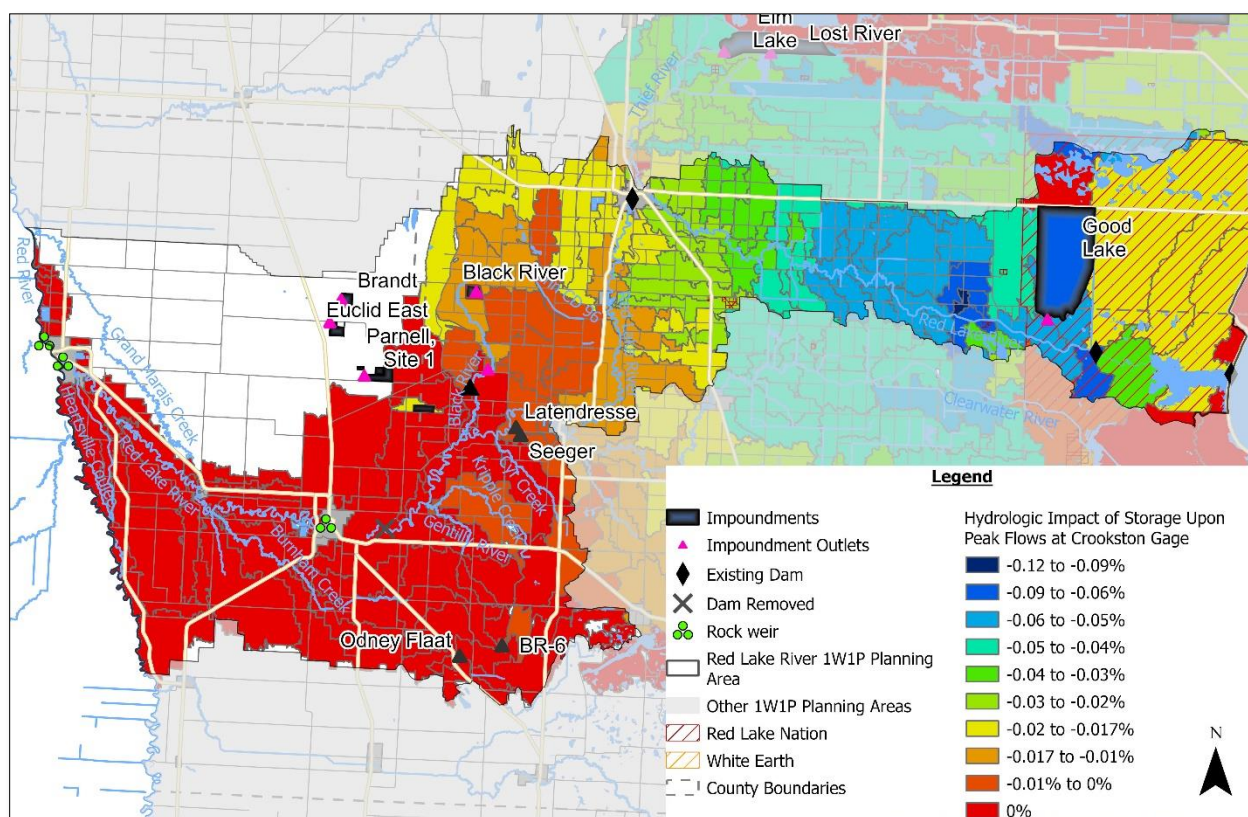 Elm
Lake
Lost River
Thief River
Good
Lake
Red River
Brandt
Black River
Euclid East
Parnell,
Site 1
Grand Marais Creek
Red Lake River
Clearwater River
Black River
Latendresse
Seeger
Cyr Creek
Kripple Creek
Heartsville Coulee
Red Lake River
Gentilly River
Burnham Creek
Odney Flaat
BR-6
Legend
Impoundments
Impoundment Outlets
Existing Dam
Dam Removed
Rock weir
Red Lake River 1W1P Planning
Area
Other 1W1P Planning Areas
Red Lake Nation
White Earth
County Boundaries
Hydrologic Impact of Storage Upon
Peak Flows at Crookston Gage
-0.12 to -0.09%
-0.09 to -0.06%
-0.06 to -0.05%
-0.05 to -0.04%
-0.04 to -0.03%
-0.03 to -0.02%
-0.02 to -0.017%
-0.017 to -0.01%
-0.01% to 0%
0%
N